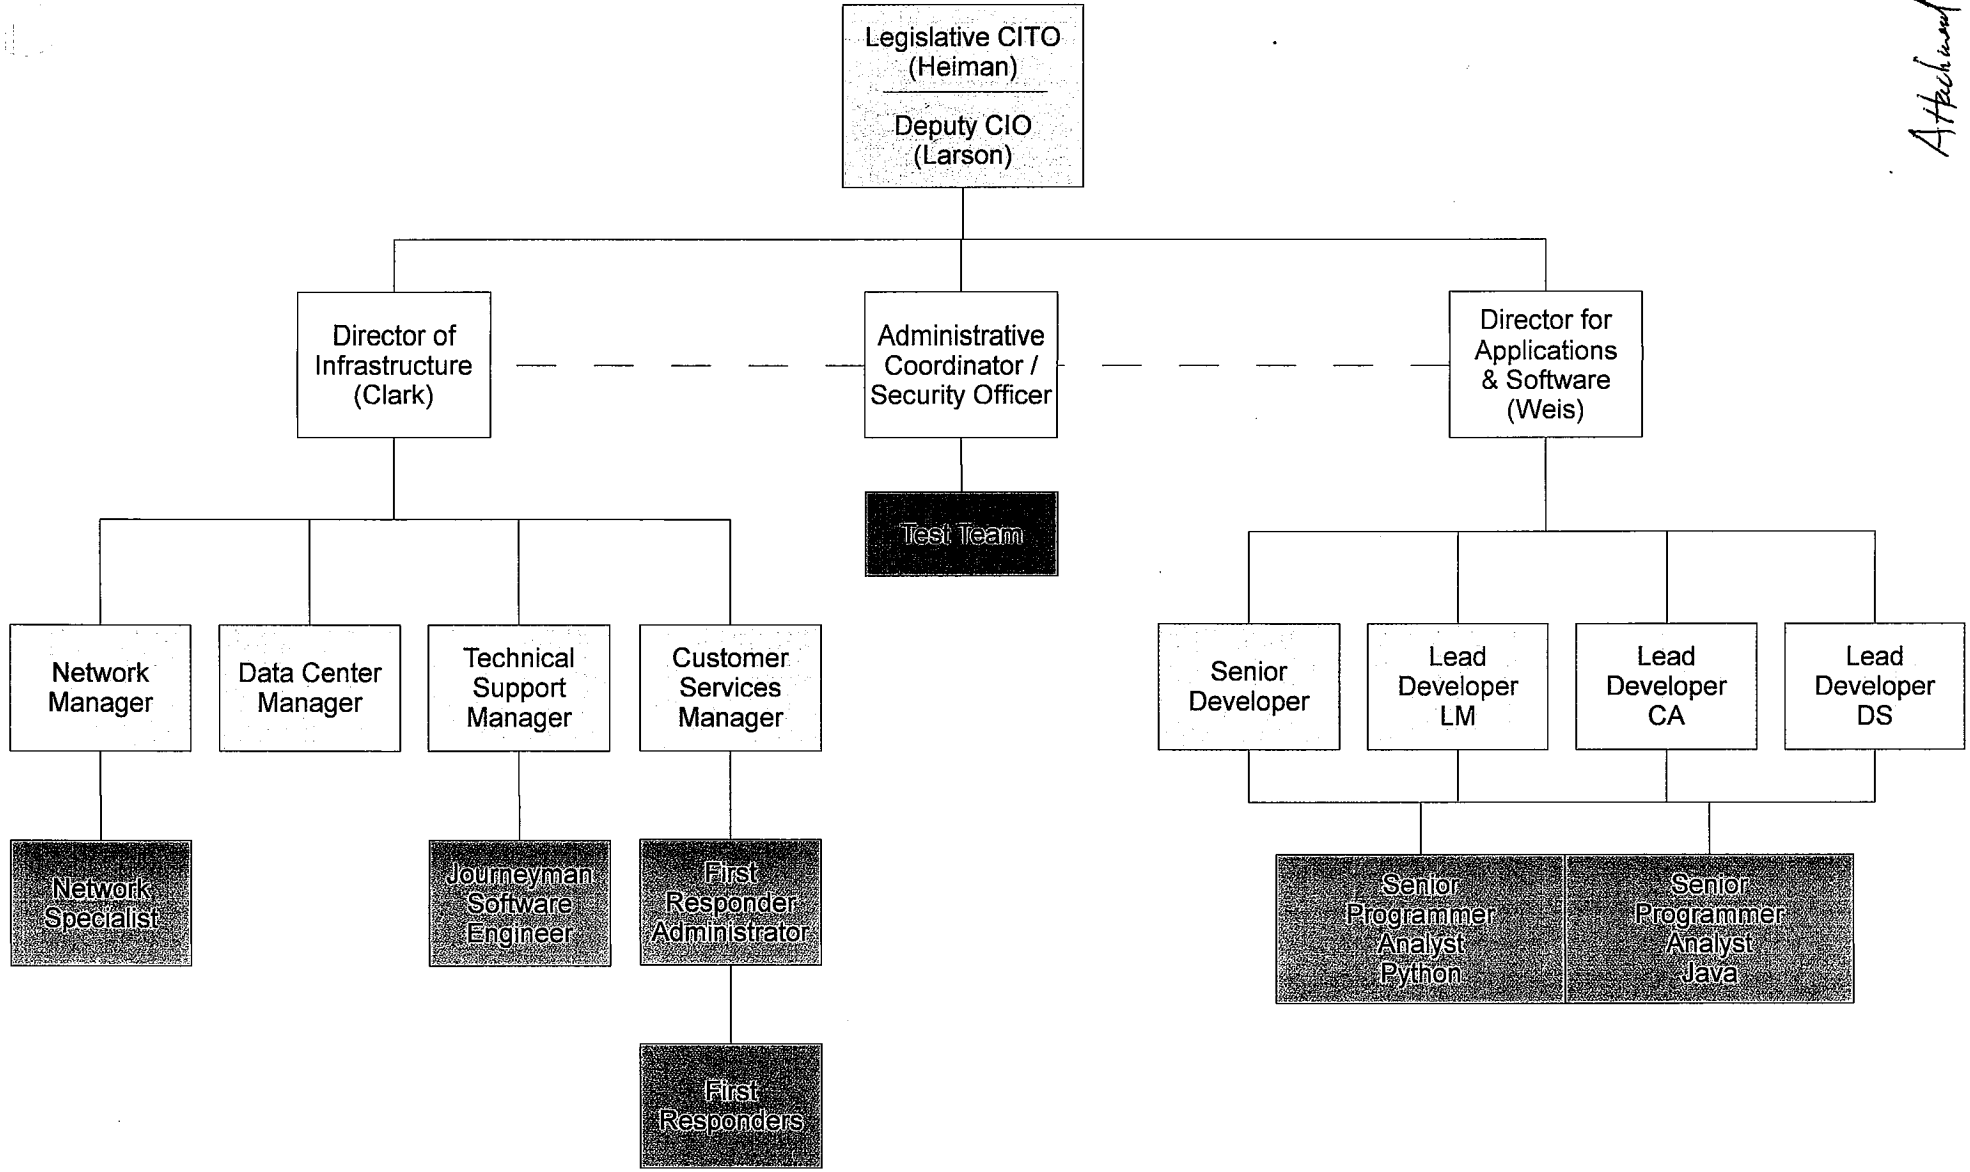 Attachment
Legislative CITO
(Heiman)
Deputy CIO
(Larson)
Director of
Infrastructure
(Clark)
Administrative
Coordinator /
Security Officer
Director for
Applications
& Software
(Weis)
Test Team
Network
Manager
Data Center
Manager
Technical
Support
Manager
Customer
Services
Manager
Senior
Developer
Lead
Developer
LM
Lead
Developer
CA
Lead
Developer
DS
Network
Specialist
Journeyman
Software
Engineer
First
Responder
Administrator
Senior
Programmer
Analyst
Python
Senior
Programmer
Analyst
Java
First
Responders